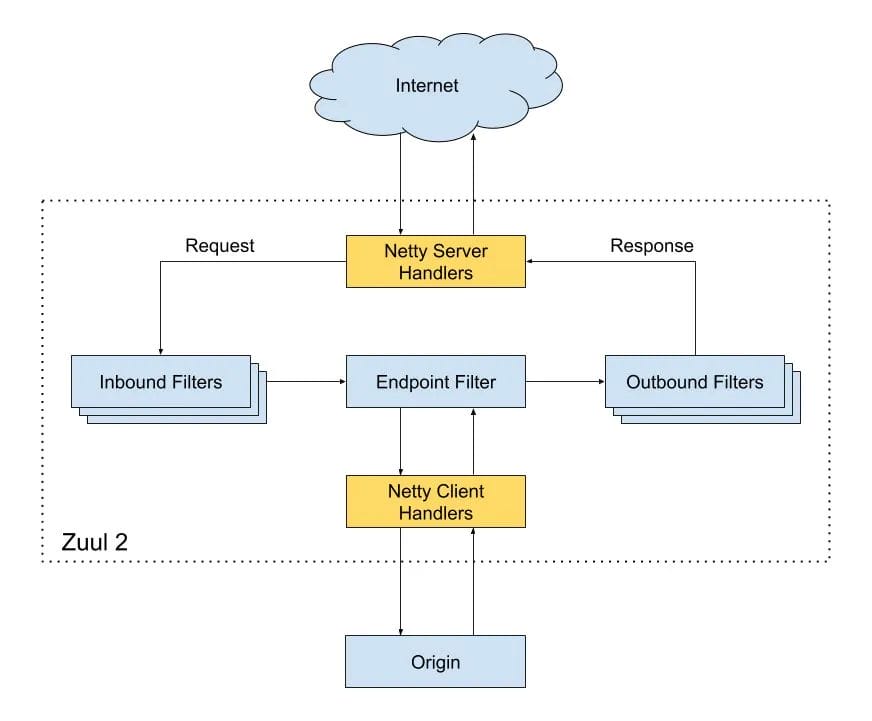 Internet
Request
Netty Server
Handlers
Response
Inbound Filters
Endpoint Filter
Outbound Filters
Netty Client
Handlers
Zuul 2
Origin